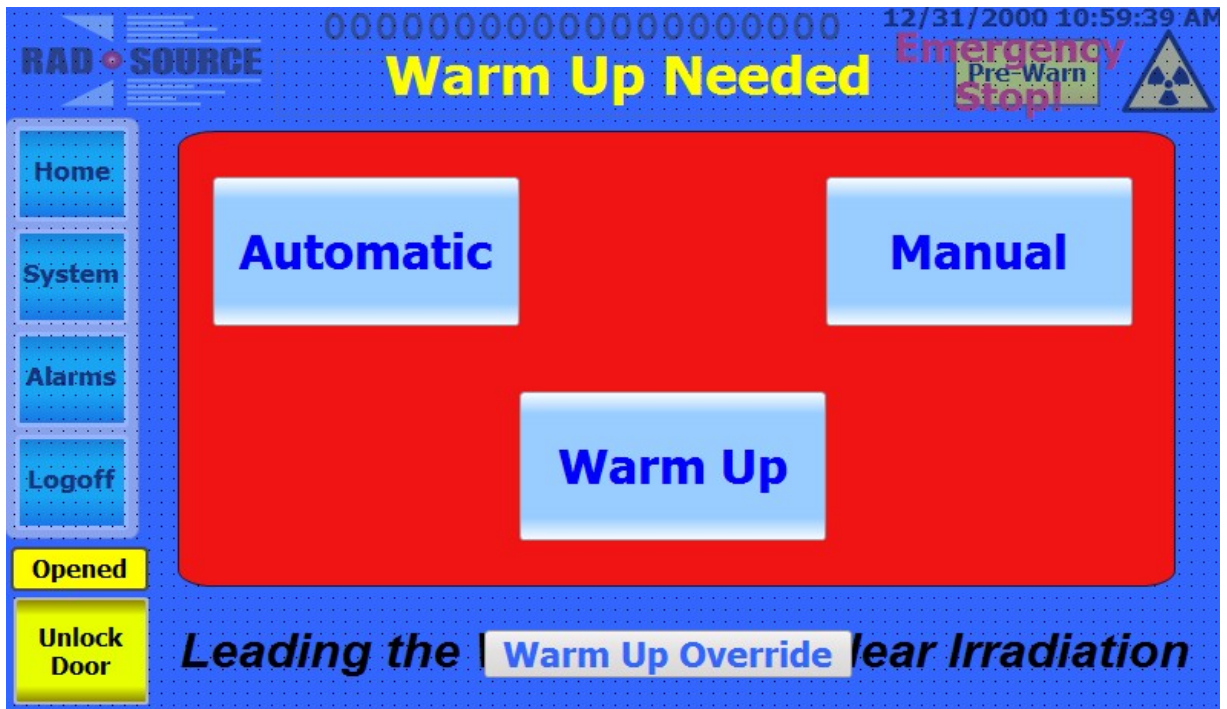 000000000000000000
12/31/2000 10:59:39 AM
RAD SOURCE
Warm Up Needed
Emergency
Stop!
Pre-Warn
Home
System
Alarms
Logoff
Automatic
Manual
Warm Up
Opened
Unlock
Door
Leading the
Warm Up Override
lear Irradiation